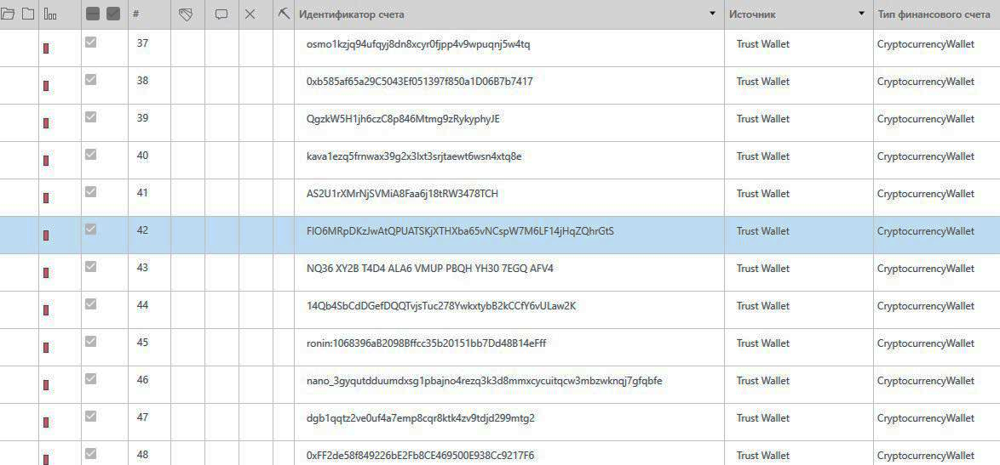 # Идентификатор счета Источник Тип финансового счета
37 osmo1kzjq94ufqyj8dn8xcyr0fjpp4v9wpuqnj5w4tq Trust Wallet CryptocurrencyWallet
38 0xb585af65a29C5043Ef051397f850a1D06B7b7417 Trust Wallet CryptocurrencyWallet
39 QgzkW5H1jh6czC8p846Mtmg9zRykyphyJE Trust Wallet CryptocurrencyWallet
40 kava1ezq5frnwax39g2x3lxt3srjtaewt6wsn4xtq8e Trust Wallet CryptocurrencyWallet
41 AS2U1rXMrNjSVMiA8Faa6j18tRW3478TCH Trust Wallet CryptocurrencyWallet
42 FIO6MRpDKzJwAtQPUATSKjXTHXba65vNCspW7M6LF14jHqZQhrGtS Trust Wallet CryptocurrencyWallet
43 NQ36 XY2B T4D4 ALA6 VMUP PBQH YH30 7EGQ AFV4 Trust Wallet CryptocurrencyWallet
44 14Qb4SbCdDGefDQQTvjsTuc278YwkxtybB2kCCfY6vULaw2K Trust Wallet CryptocurrencyWallet
45 ronin:1068396aB2098Bffcc35b20151bb7Dd48B14eFff Trust Wallet CryptocurrencyWallet
46 nano_3gyqutdduumdxsg1pbajno4rezq3k3d8mmxcycuitqcw3mbzwknqj7gfqbfe Trust Wallet CryptocurrencyWallet
47 dgb1qqtz2ve0uf4a7emp8cqr8ktk4zv9tdjd299mtg2 Trust Wallet CryptocurrencyWallet
48 0xFF2de58f849226bE2Fb8CE469500E938Cc9217F6 Trust Wallet CryptocurrencyWallet